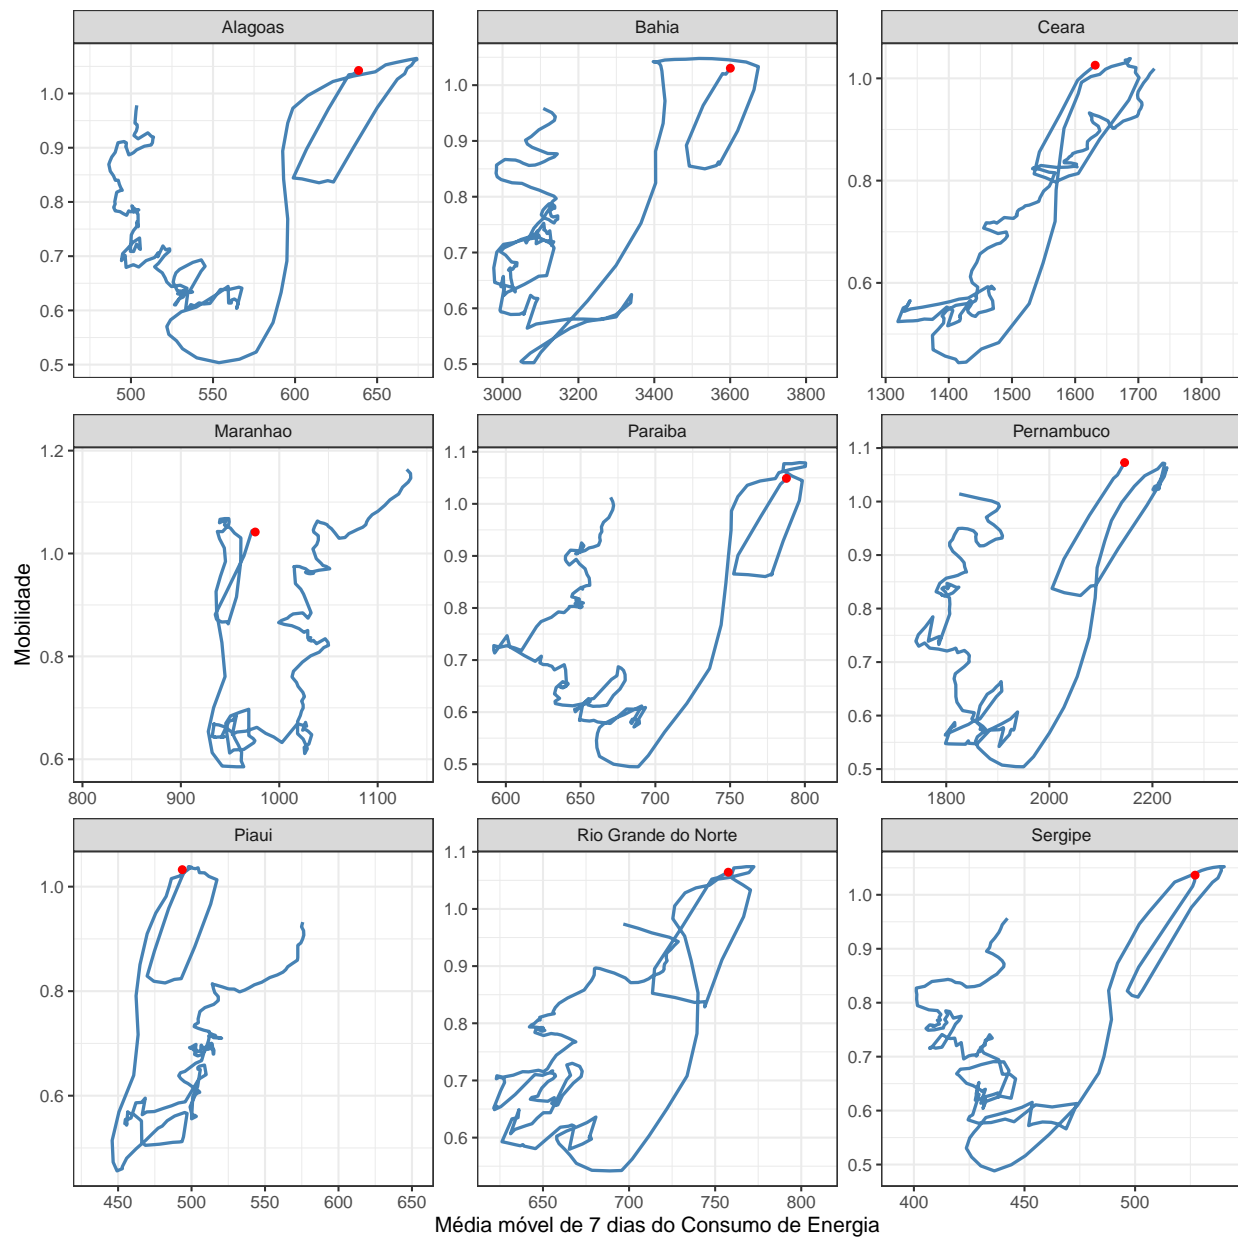 Alagoas
Bahia
Ceara
1.0
0.9
0.8
0.7
0.6
0.5
500 550 600 650
1.0
0.9
0.8
0.7
0.6
0.5
3000 3200 3400 3600 3800
1.0
0.8
0.6
1300 1400 1500 1600 1700 1800
Maranhao
Paraiba
Pernambuco
Mobilidade
1.2
1.0
0.8
0.6
800 900 1000 1100
1.1
1.0
0.9
0.8
0.7
0.6
0.5
600 650 700 750 800
1.1
1.0
0.9
0.8
0.7
0.6
0.5
1800 2000 2200
Piaui
Rio Grande do Norte
Sergipe
1.0
0.8
0.6
450 500 550 600 650
1.1
1.0
0.9
0.8
0.7
0.6
650 700 750 800
1.0
0.9
0.8
0.7
0.6
0.5
400 450 500
Média móvel de 7 dias do Consumo de Energia